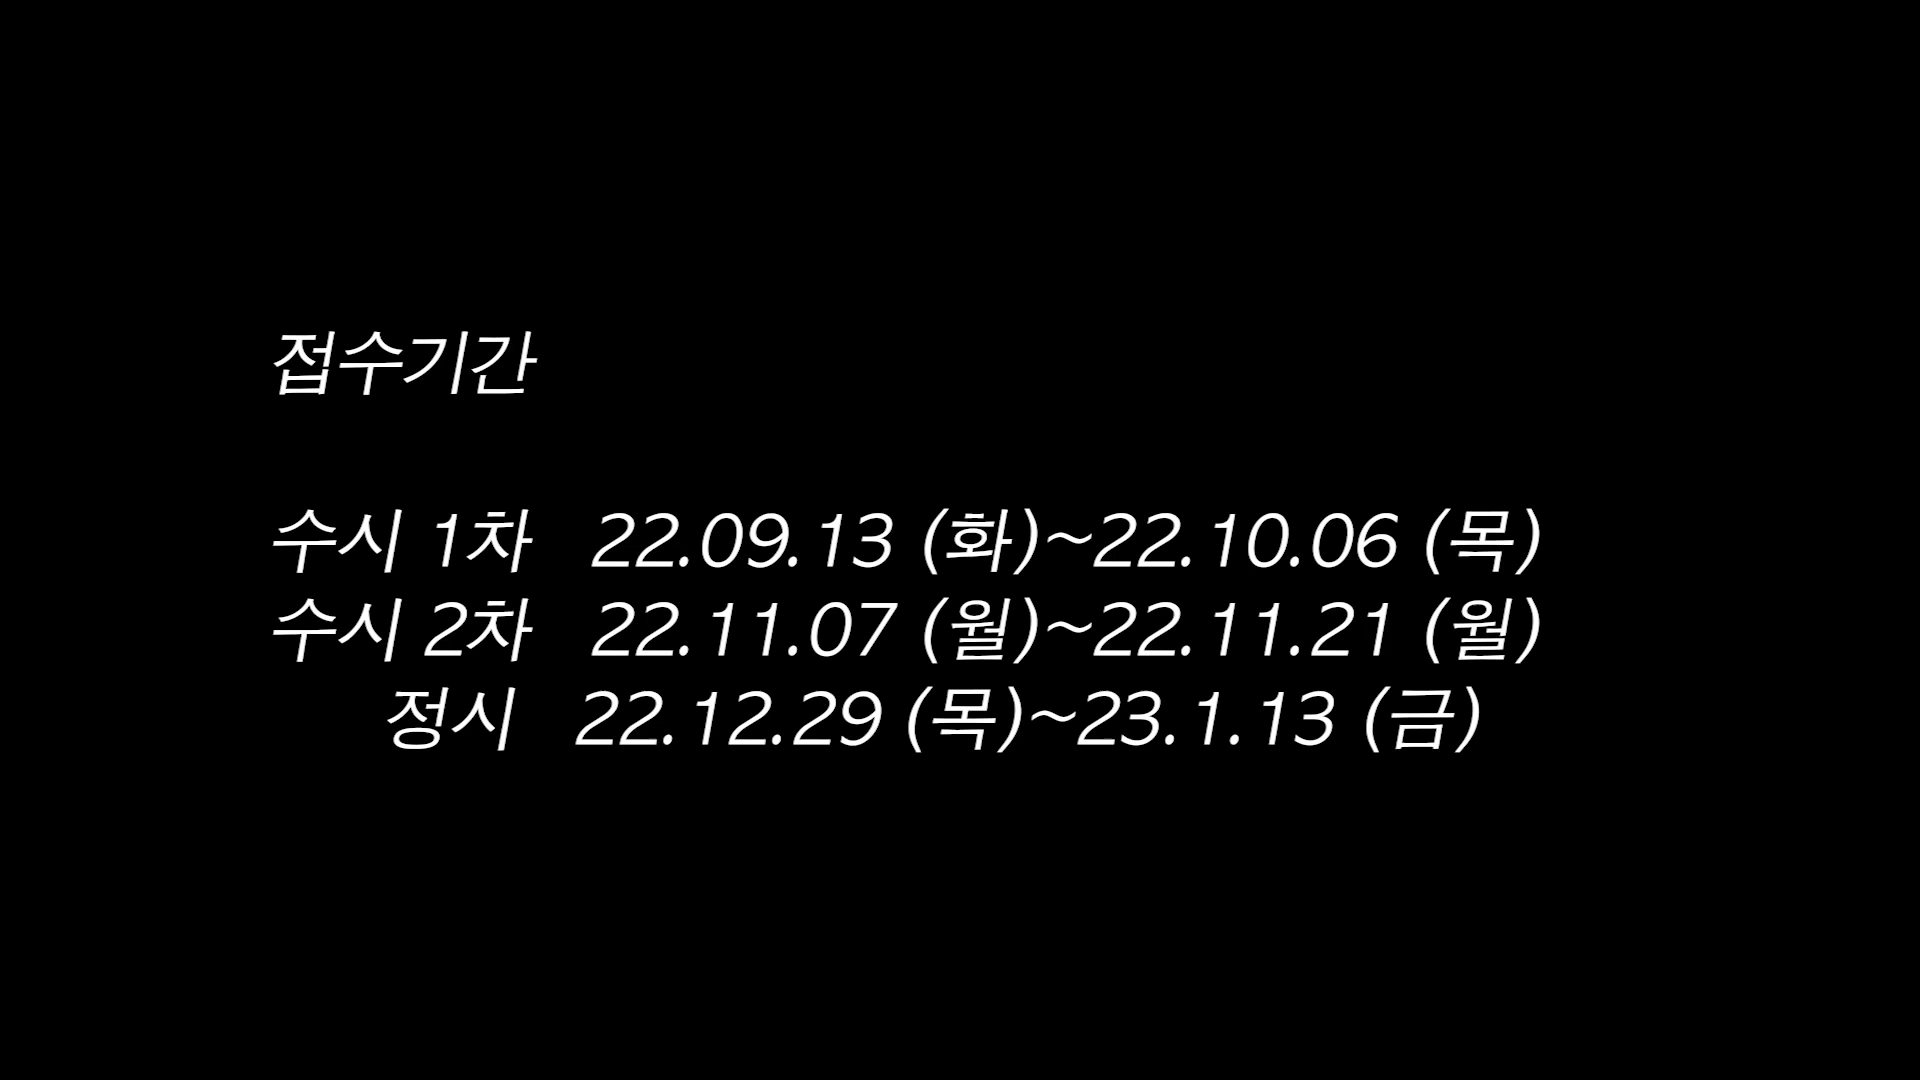 접수기간
수시 1차 22.09.13 (화)~22.10.06 (목)
수시 2차 22.11.07 (월)~22.11.21 (월)
정시 22.12.29 (목)~23.1.13 (금)